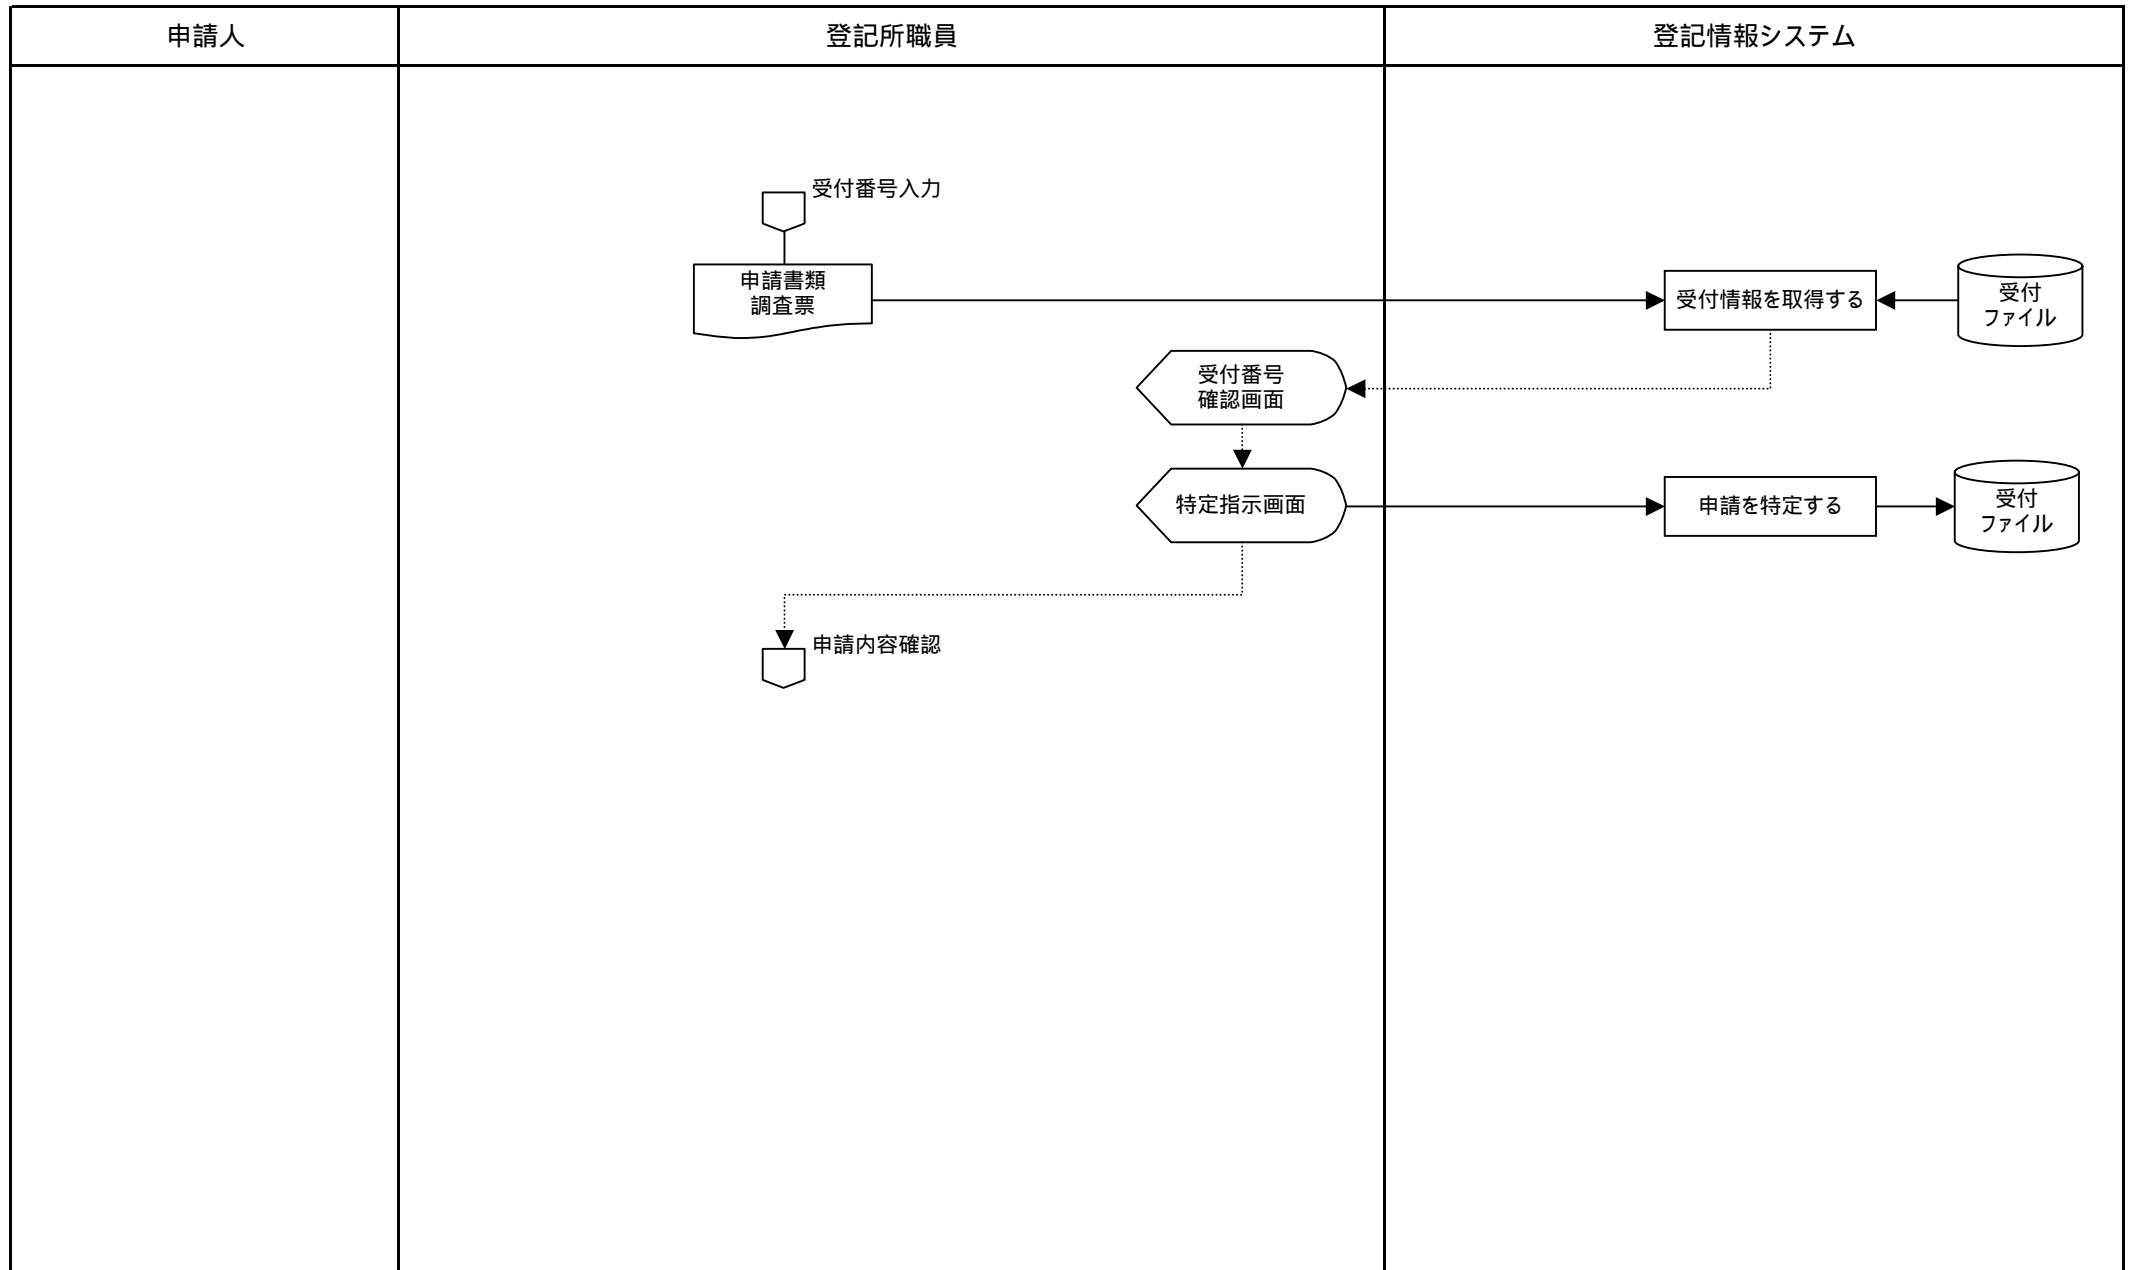 申請人
登記所職員
登記情報システム
受付番号入力
申請書類
調査票
受付情報を取得する
受付
ファイル
受付番号
確認画面
特定指示画面
申請を特定する
受付
ファイル
申請内容確認